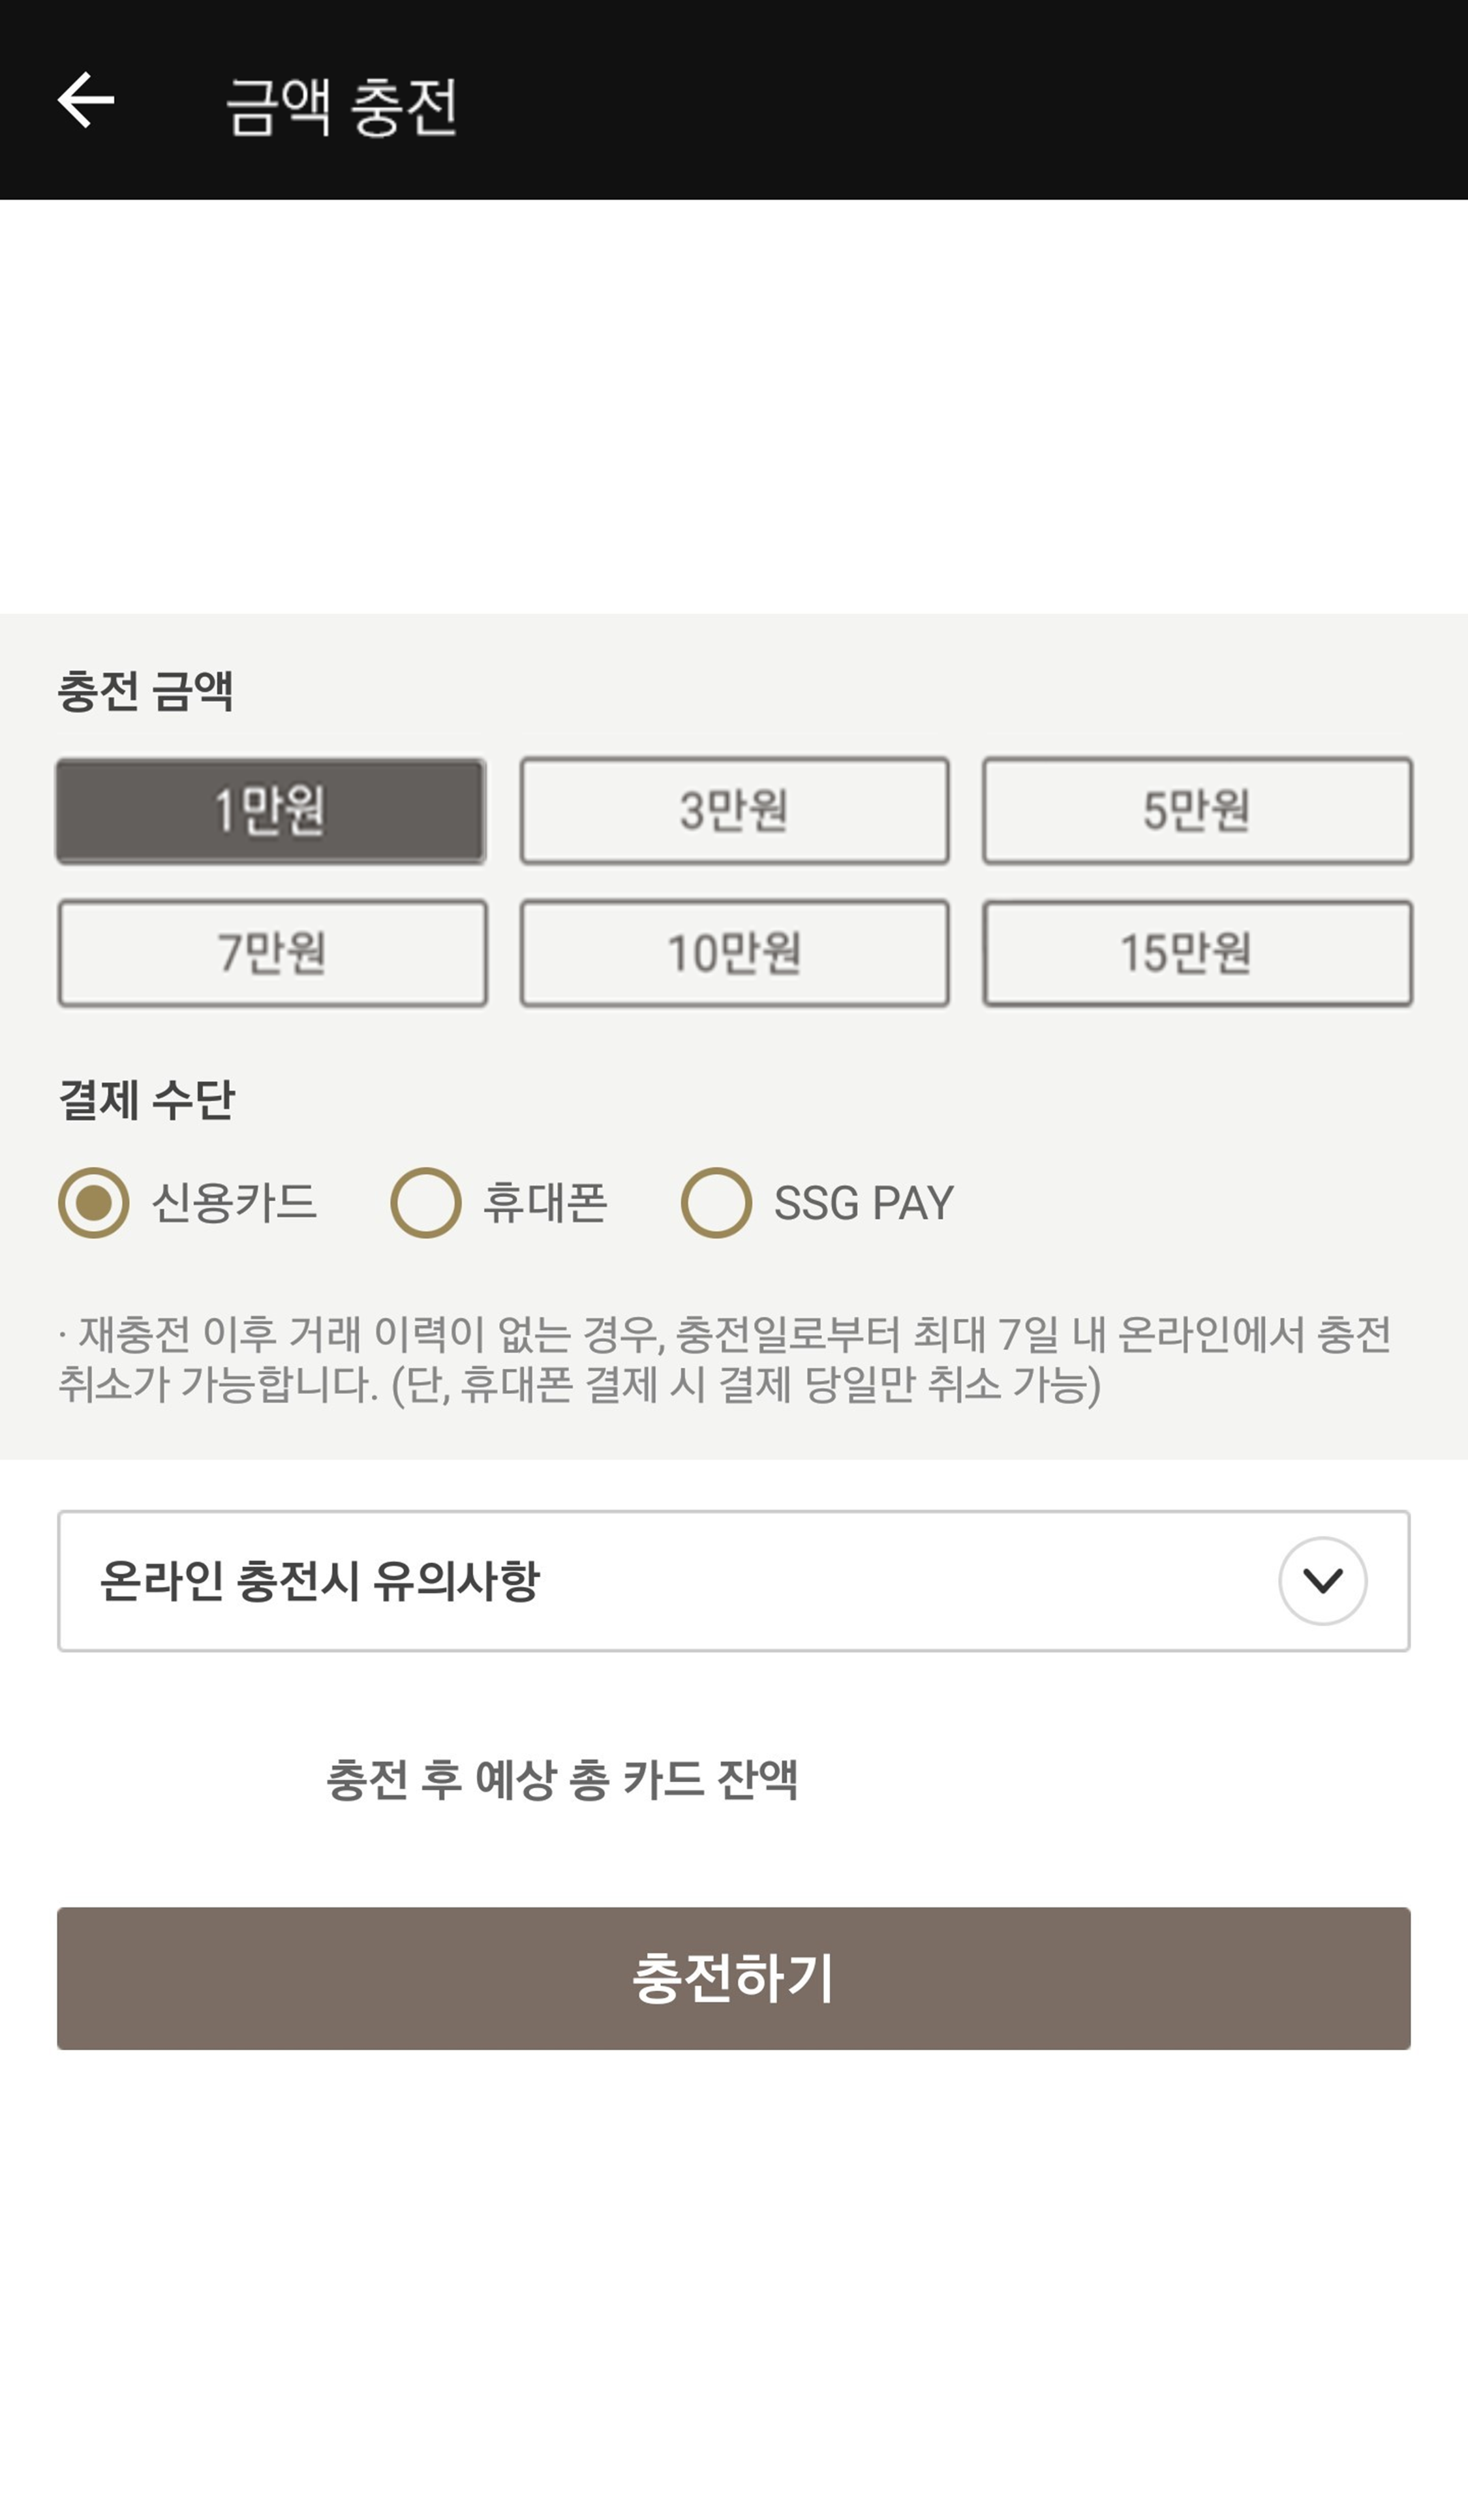 금액 충전
충전 금액
1만원 3만원 5만원
7만원 10만원 15만원
결제 수단
신용카드 휴대폰 SSG PAY
· 재충전 이후 거래 이력이 없는 경우, 충전일로부터 최대 7일 내 온라인에서 충전
취소가 가능합니다. (단, 휴대폰 결제 시 결제 당일만 취소 가능)
온라인 충전시 유의사항
충전 후 예상 총 카드 잔액
충전하기